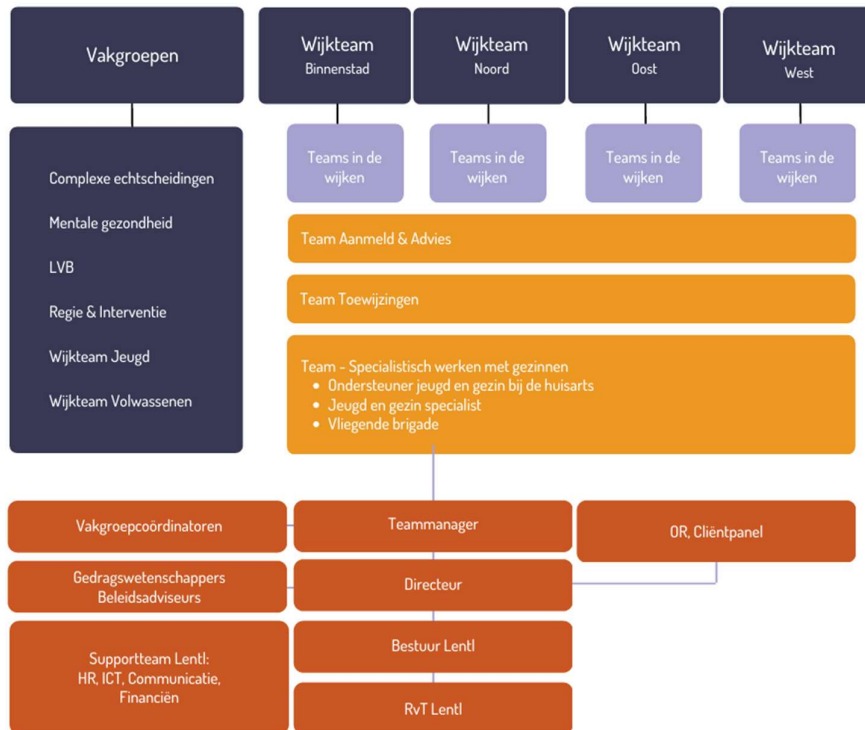 Vakgroepen
Wijkteam
Binnenstad
Wijkteam
Noord
Wijkteam
Oost
Wijkteam
West
Complexe echtscheidingen
Mentale gezondheid
LVB
Regie & Interventie
Wijkteam Jeugd
Wijkteam Volwassenen
Teams in de
wijken
Teams in de
wijken
Teams in de
wijken
Teams in de
wijken
Team Aanmeld & Advies
Team Toewijzingen
Team - Specialistisch werken met gezinnen
• Ondersteuner jeugd en gezin bij de huisarts
• Jeugd en gezin specialist
• Vliegende brigade
Vakgroepcoördinatoren
Teammanager
OR, Cliëntpanel
Gedragswetenschappers
Beleidsadviseurs
Directeur
Supportteam Lentl:
HR, ICT, Communicatie,
Financiën
Bestuur Lentl
RvT Lentl